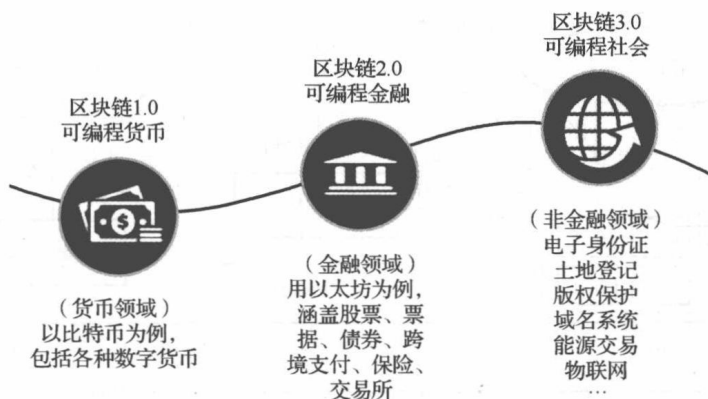 区块链1.0
可编程货币
（货币领域）
以比特币为例，
包括各种数字货币
区块链2.0
可编程金融
（金融领域）
用以太坊为例，
涵盖股票、票
据、债券、跨
境支付、保险、
交易所
区块链3.0
可编程社会
（非金融领域）
电子身份证
土地登记
版权保护
域名系统
能源交易
物联网
…